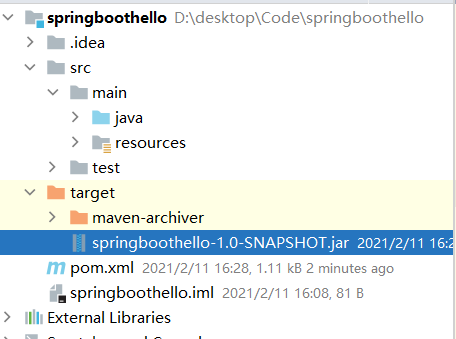 springboothello D:\desktop\Code\springboothello
.idea
src
main
java
resources
test
target
maven-archiver
springboothello-1.0-SNAPSHOT.jar 2021/2/11 16:2
pom.xml 2021/2/11 16:28, 1.11 kB 2 minutes ago
springboothello.iml 2021/2/11 16:08, 81 B
External Libraries